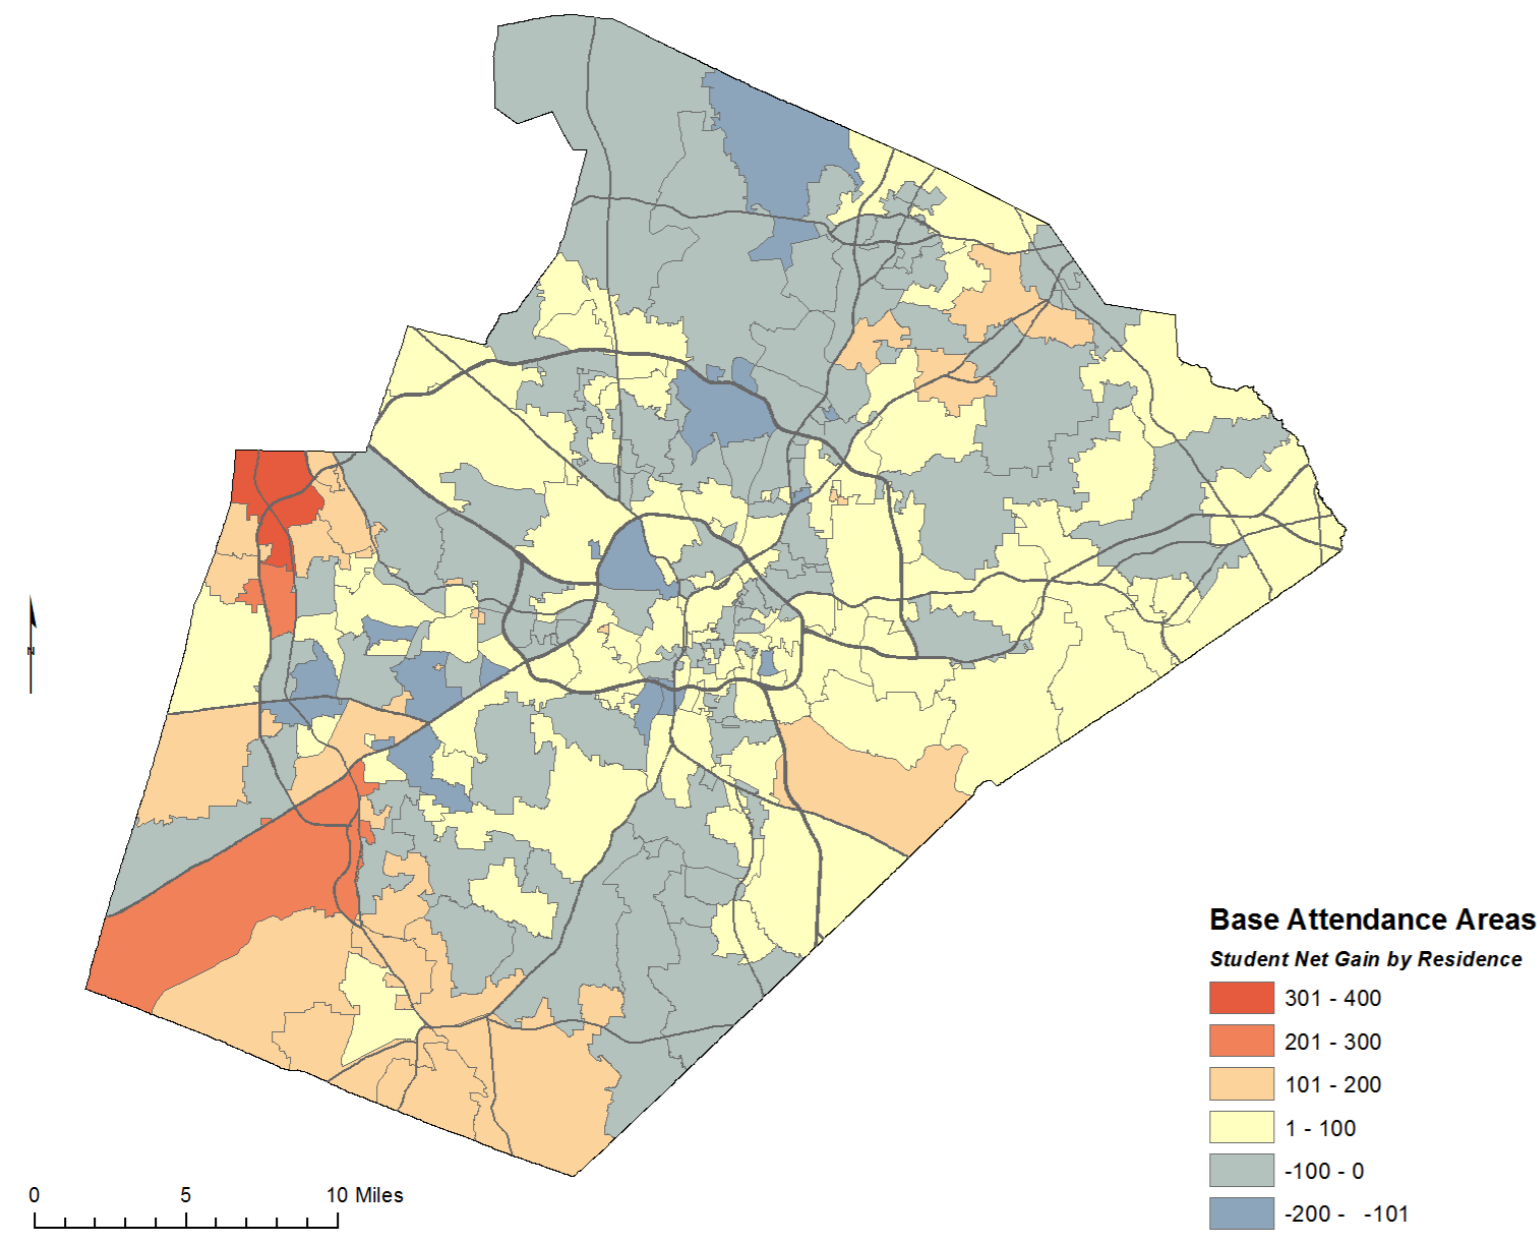 N
0 5 10 Miles
Base Attendance Areas
Student Net Gain by Residence
301 - 400
201 - 300
101 - 200
1 - 100
-100 - 0
-200 - -101